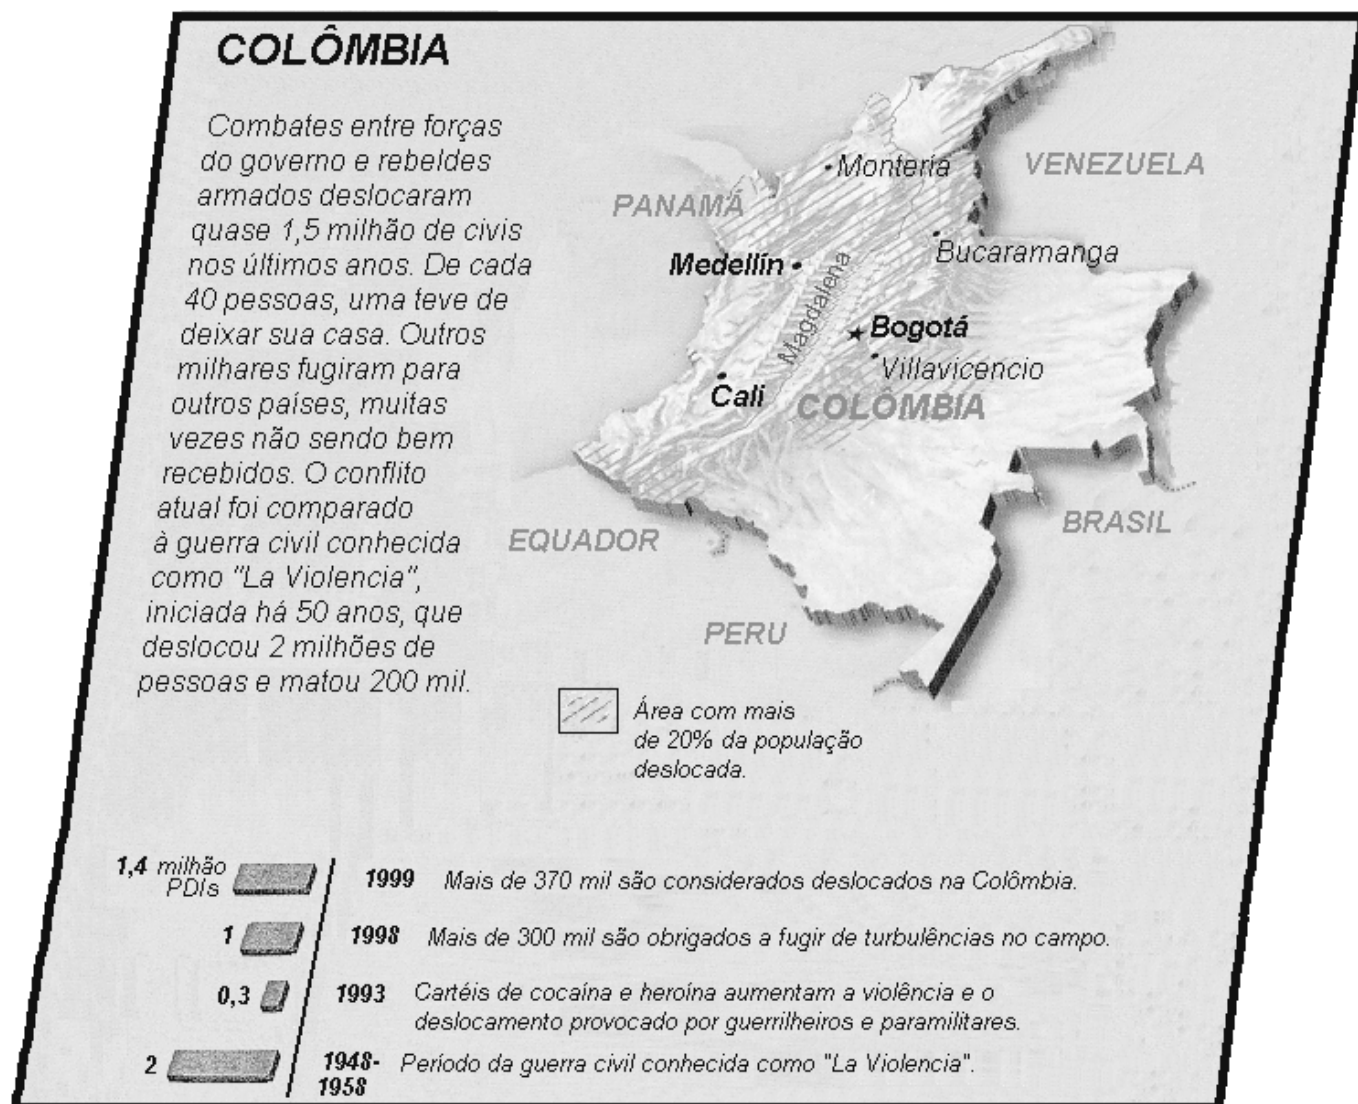 COLÔMBIA
Combates entre forças
do governo e rebeldes
armados deslocaram
quase 1,5 milhão de civis
nos últimos anos. De cada
40 pessoas, uma teve de
deixar sua casa. Outros
milhares fugiram para
outros países, muitas
vezes não sendo bem
recebidos. O conflito
atual foi comparado
à guerra civil conhecida
como "La Violencia",
iniciada há 50 anos, que
deslocou 2 milhões de
pessoas e matou 200 mil.
Montería
VENEZUELA
PANAMÁ
Bucaramanga
Medellín
Magdalena
Bogotá
Villavicencio
Cali
COLÔMBIA
BRASIL
EQUADOR
PERU
Área com mais
de 20% da população
deslocada.
1,4 milhão
PDIs
1999 Mais de 370 mil são considerados deslocados na Colômbia.
1 1998 Mais de 300 mil são obrigados a fugir de turbulências no campo.
0,3 1993 Cartéis de cocaína e heroína aumentam a violência e o
deslocamento provocado por guerrilheiros e paramilitares.
2 1948-
1958 Período da guerra civil conhecida como "La Violencia".